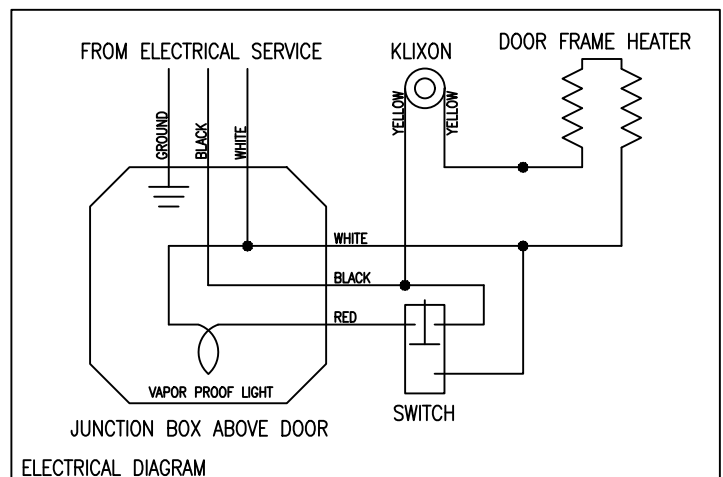 FROM ELECTRICAL SERVICE
KLIXON
DOOR FRAME HEATER
GROUND
BLACK
WHITE
YELLOW
YELLOW
WHITE
BLACK
RED
VAPOR PROOF LIGHT
SWITCH
JUNCTION BOX ABOVE DOOR
ELECTRICAL DIAGRAM